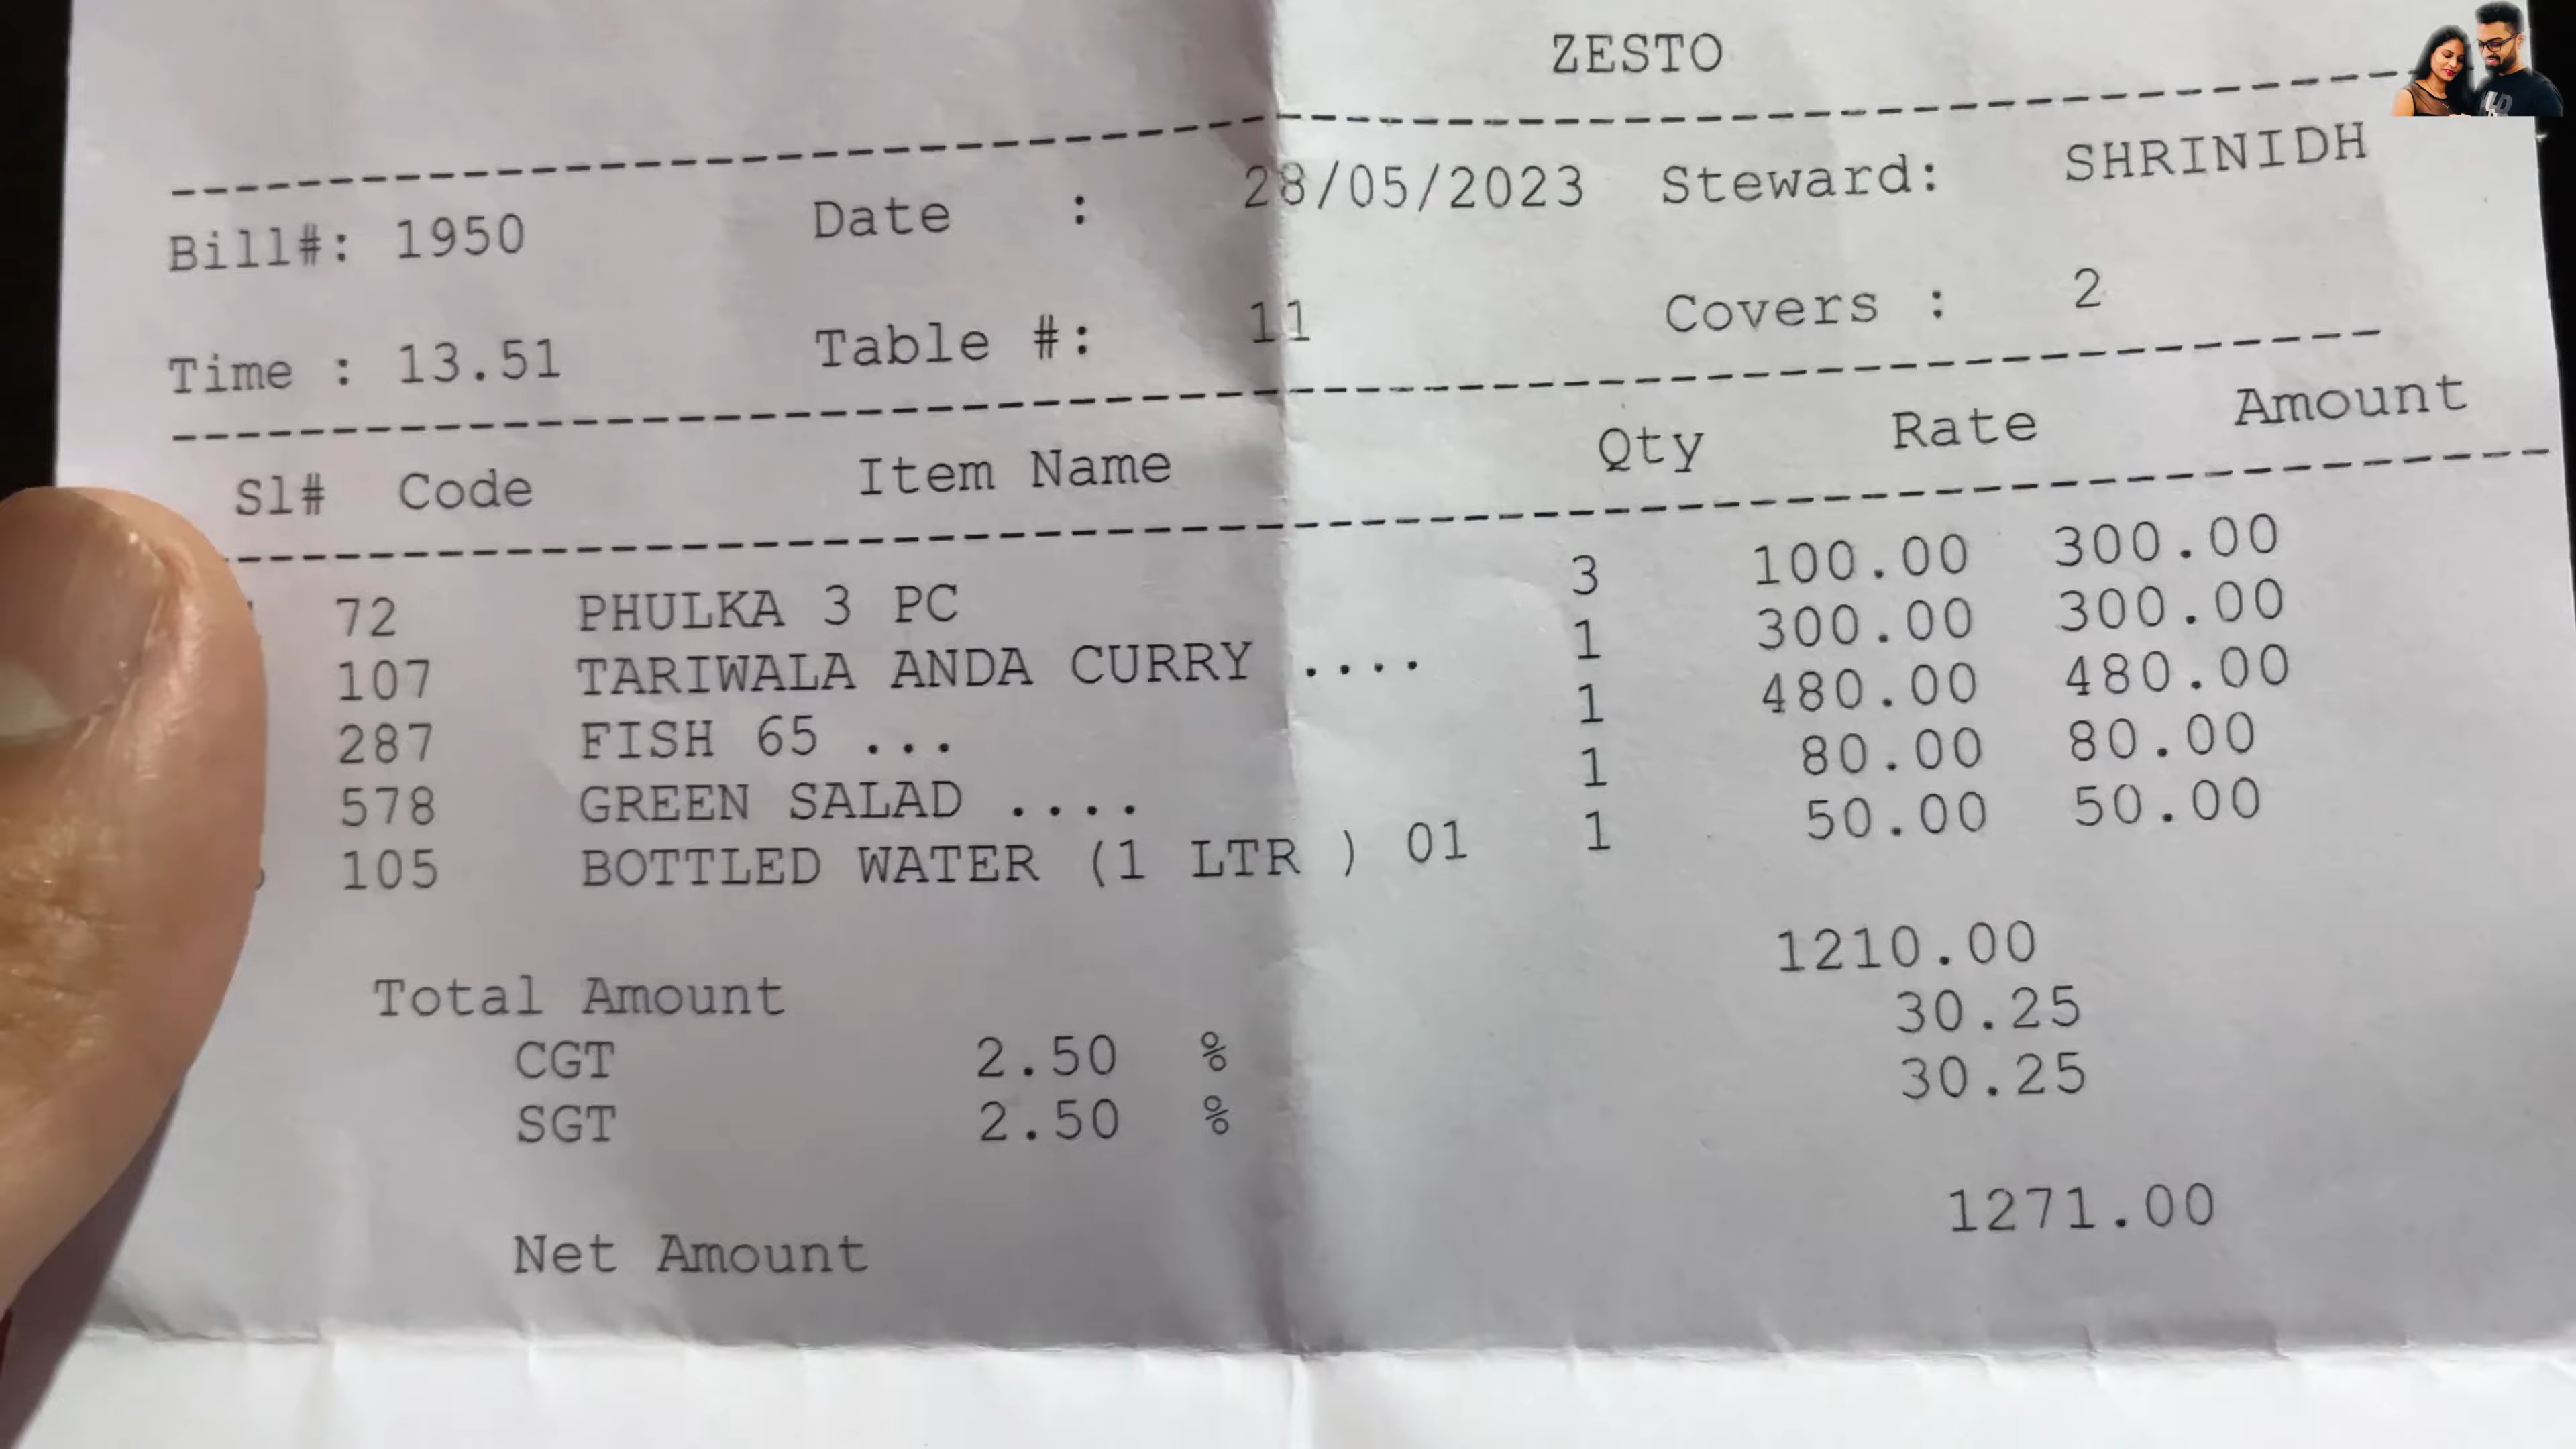 ZESTO
Bill#: 1950 Date : 28/05/2023 Steward: SHRINIDH
Time : 13.51 Table #: 11 Covers : 2
Sl# Code Item Name Qty Rate Amount
72 PHULKA 3 PC 3 100.00 300.00
107 TARIWALA ANDA CURRY .... 1 300.00 300.00
287 FISH 65 ... 1 480.00 480.00
578 GREEN SALAD .... 1 80.00 80.00
105 BOTTLED WATER (1 LTR ) 01 1 50.00 50.00
Total Amount 1210.00
CGT 2.50 % 30.25
SGT 2.50 % 30.25
Net Amount 1271.00